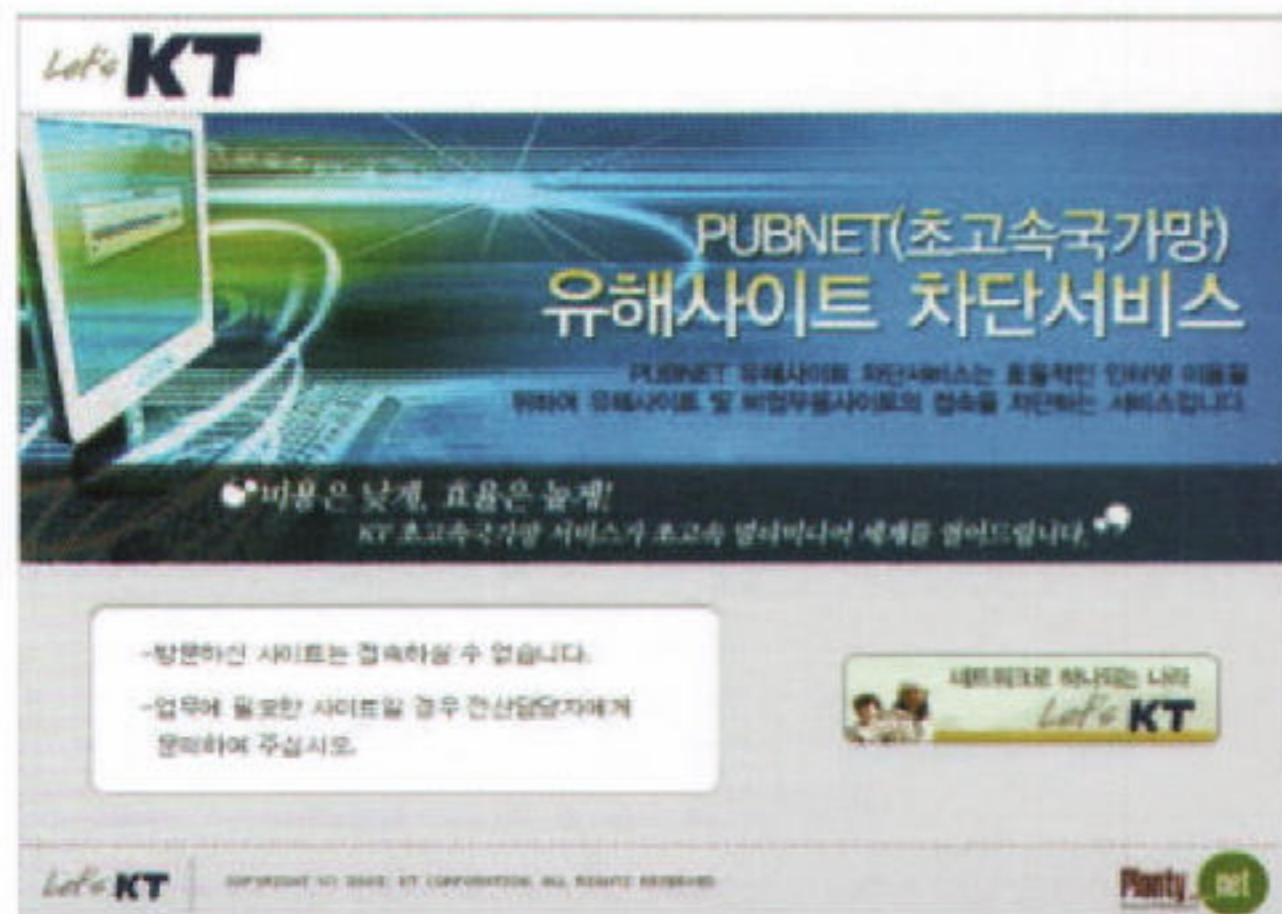 Let's KT
PUBNET(초고속국가망)
유해사이트 차단서비스
PUBNET 유해사이트 차단서비스는 효율적인 인터넷 이용을
위하여 유해사이트 및 비업무용사이트의 접속을 차단하는 서비스입니다.
비용은 낮게, 효율은 높게!
KT 초고속국가망 서비스가 초고속 멀티미디어 세계를 열어드립니다.
-방문하신 사이트는 접속하실 수 없습니다.
-업무에 필요한 사이트일 경우 전산담당자에게
문의하여 주십시오.
네트워크로 하나되는 나라
Let's KT
Let's KT
COPYRIGHT KT CORPORATION. ALL RIGHTS RESERVED.
Planty.net